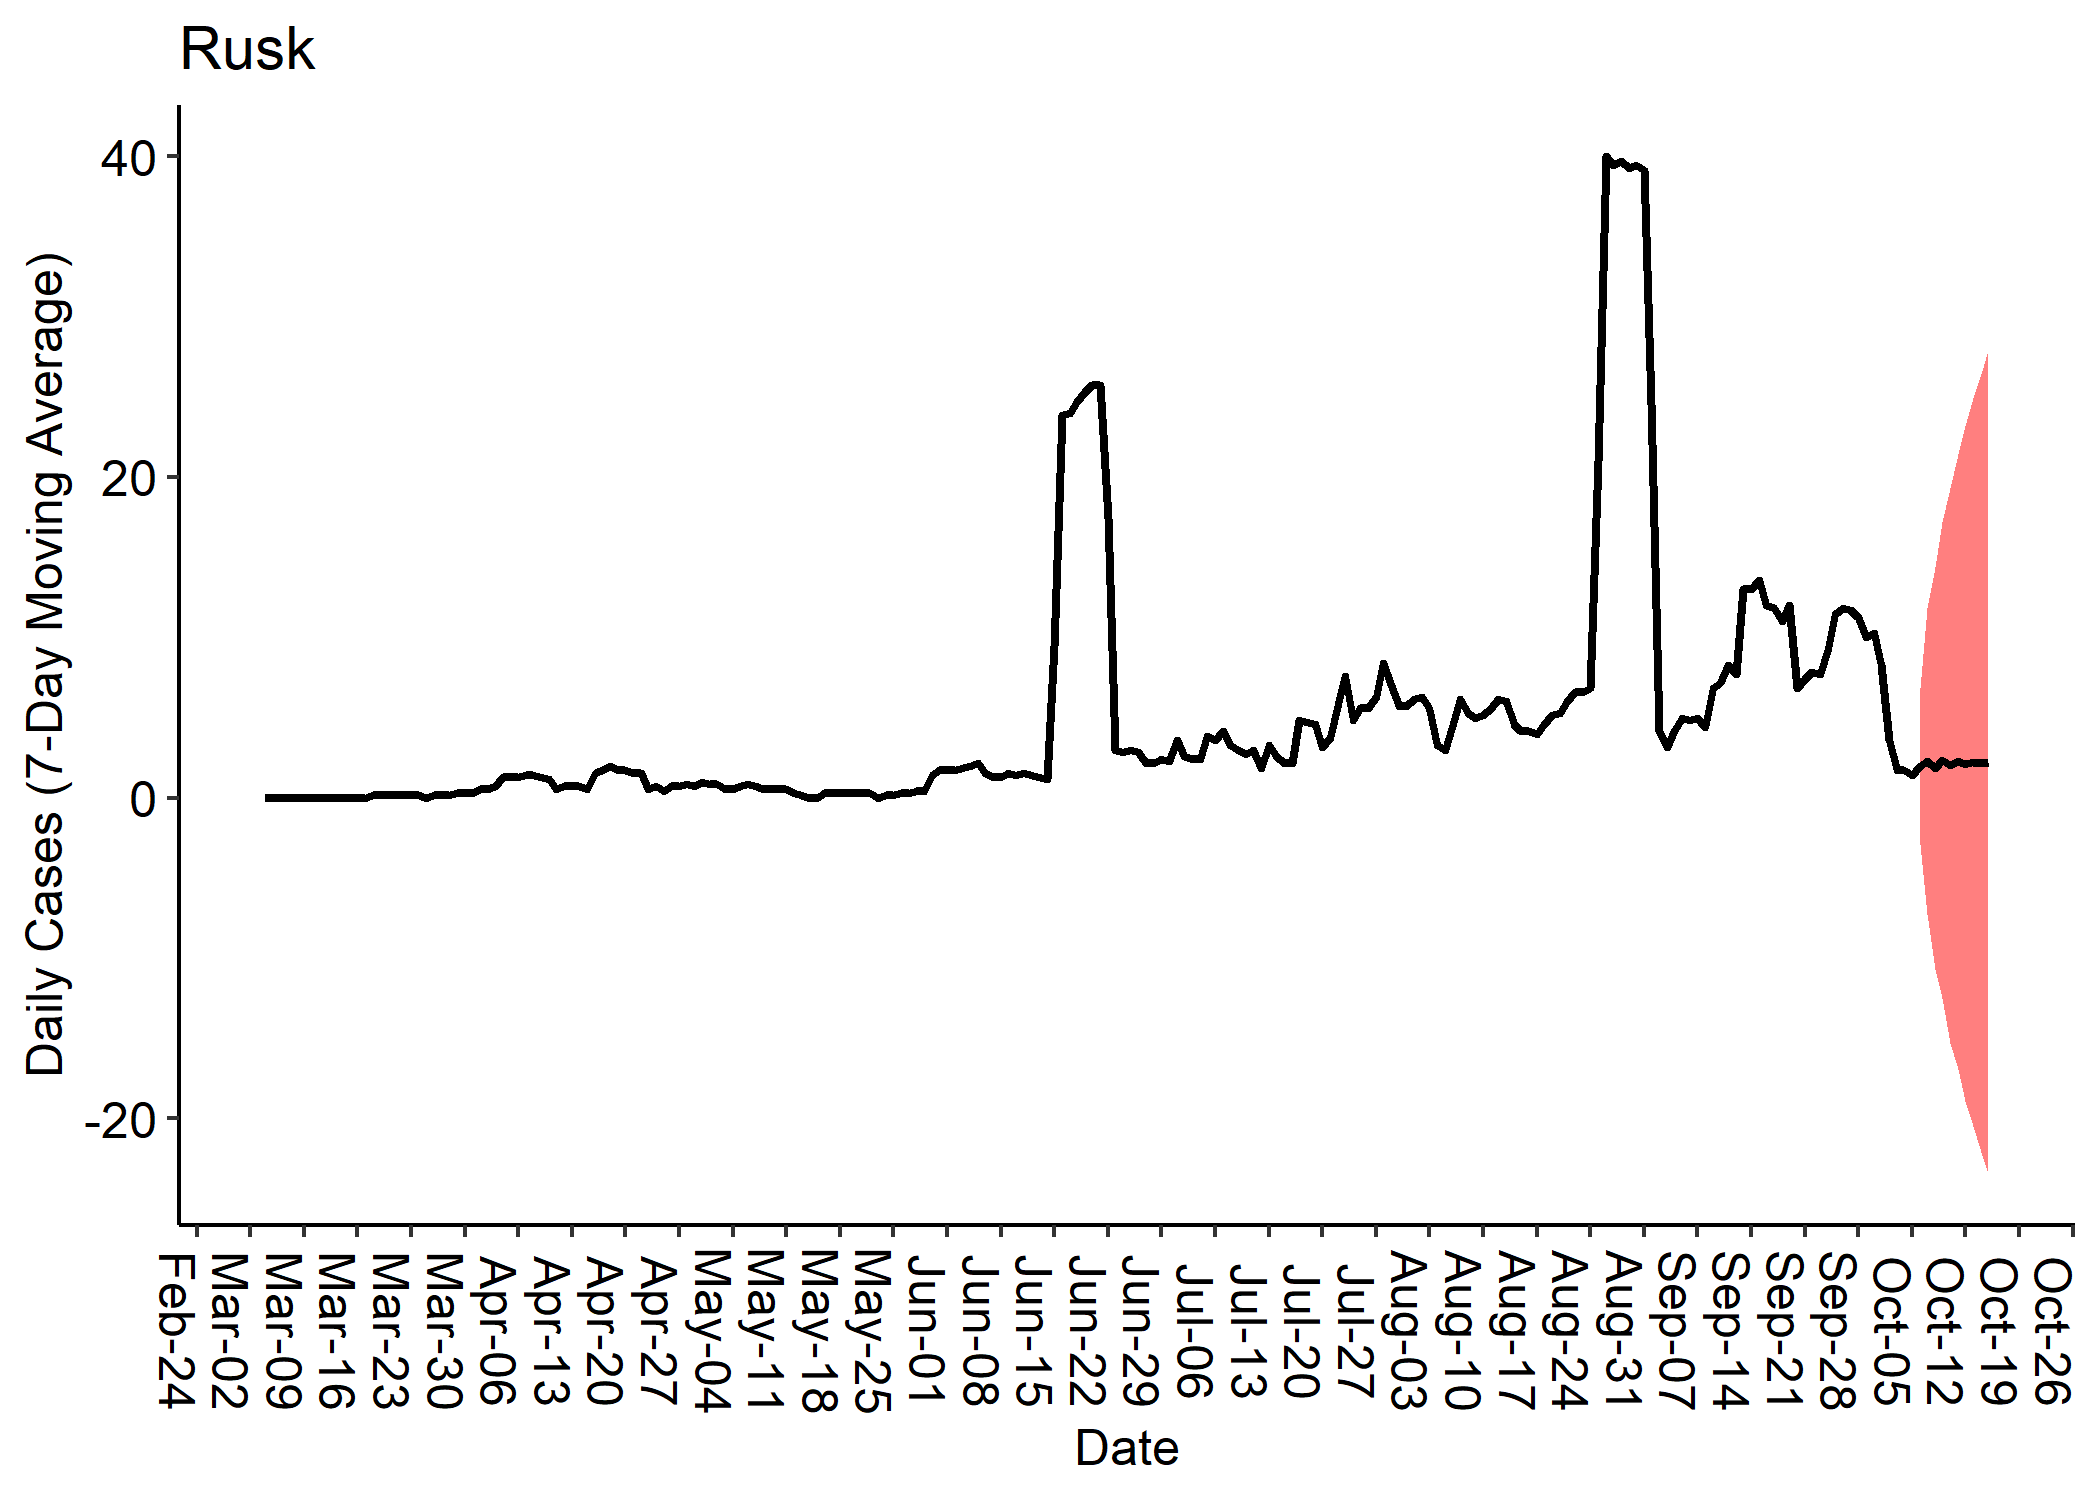 Rusk
Daily Cases (7-Day Moving Average)
40
20
0
-20
Feb-24
Mar-02
Mar-09
Mar-16
Mar-23
Mar-30
Apr-06
Apr-13
Apr-20
Apr-27
May-04
May-11
May-18
May-25
Jun-01
Jun-08
Jun-15
Jun-22
Jun-29
Jul-06
Jul-13
Jul-20
Jul-27
Aug-03
Aug-10
Aug-17
Aug-24
Aug-31
Sep-07
Sep-14
Sep-21
Sep-28
Oct-05
Oct-12
Oct-19
Oct-26
Date